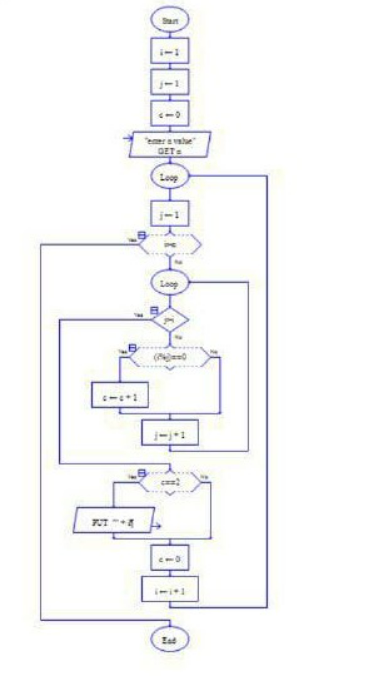 Start
i ← 1
j ← 1
c ← 0
"enter a value"
GET n
Loop
j ← 1
Yes
No
Loop
Yes
No
Yes
(i%j)==0
No
c ← c + 1
j ← j + 1
Yes
c==2
No
c ← 0
i ← i + 1
End